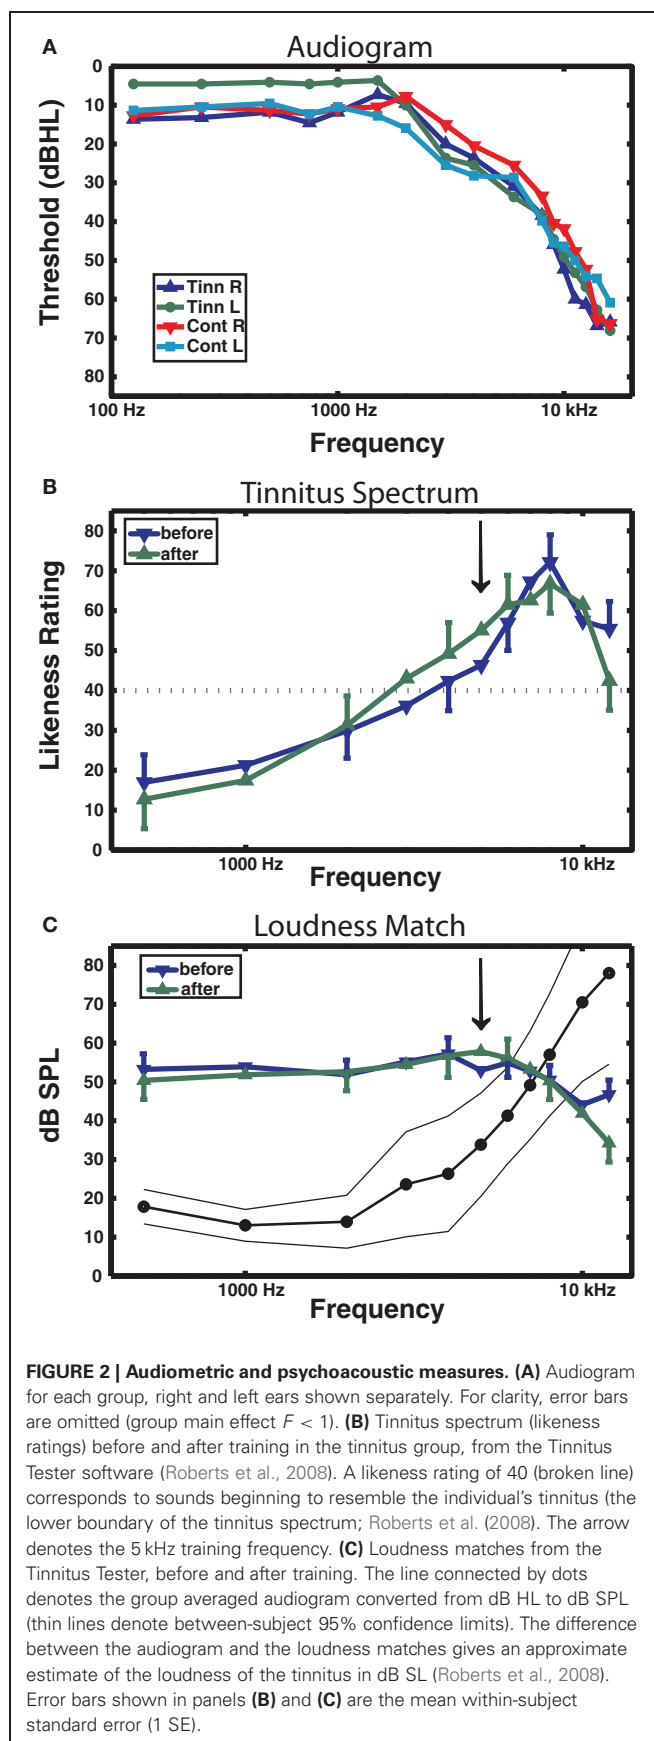 A
Audiogram
0
10
20
30
40
50
60
70
80
Threshold (dBHL)
Tinn R
Tinn L
Cont R
Cont L
100 Hz 1000 Hz 10 kHz
Frequency
B
Tinnitus Spectrum
80
70
60
50
40
30
20
10
0
Likeness Rating
before
after
1000 Hz 10 kHz
Frequency
C
Loudness Match
80
70
60
50
40
30
20
10
0
dB SPL
before
after
1000 Hz 10 kHz
Frequency
FIGURE 2 | Audiometric and psychoacoustic measures. (A) Audiogram
for each group, right and left ears shown separately. For clarity, error bars
are omitted (group main effect F < 1). (B) Tinnitus spectrum (likeness
ratings) before and after training in the tinnitus group, from the Tinnitus
Tester software (Roberts et al., 2008). A likeness rating of 40 (broken line)
corresponds to sounds beginning to resemble the individual's tinnitus (the
lower boundary of the tinnitus spectrum; Roberts et al. (2008). The arrow
denotes the 5 kHz training frequency. (C) Loudness matches from the
Tinnitus Tester, before and after training. The line connected by dots
denotes the group averaged audiogram converted from dB HL to dB SPL
(thin lines denote between-subject 95% confidence limits). The difference
between the audiogram and the loudness matches gives an approximate
estimate of the loudness of the tinnitus in dB SL (Roberts et al., 2008).
Error bars shown in panels (B) and (C) are the mean within-subject
standard error (1 SE).